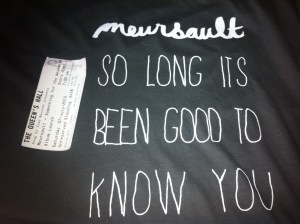 meursault
SO LONG ITS
BEEN GOOD TO
KNOW YOU
THE QUEEN'S HALL